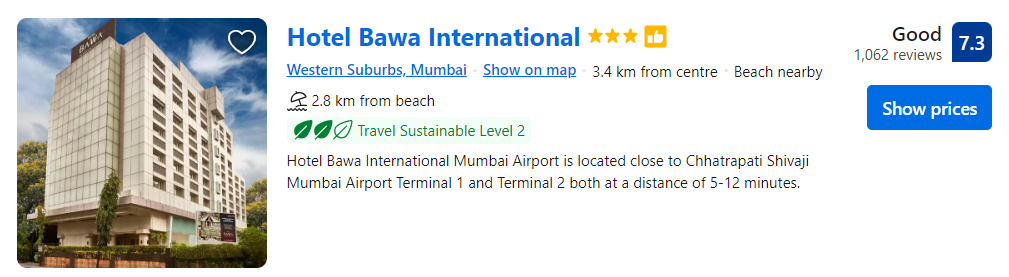 BAWA
Hotel Bawa International
Western Suburbs, Mumbai · Show on map · 3.4 km from centre · Beach nearby
2.8 km from beach
Travel Sustainable Level 2
Hotel Bawa International Mumbai Airport is located close to Chhatrapati Shivaji
Mumbai Airport Terminal 1 and Terminal 2 both at a distance of 5-12 minutes.
Good
1,062 reviews
7.3
Show prices